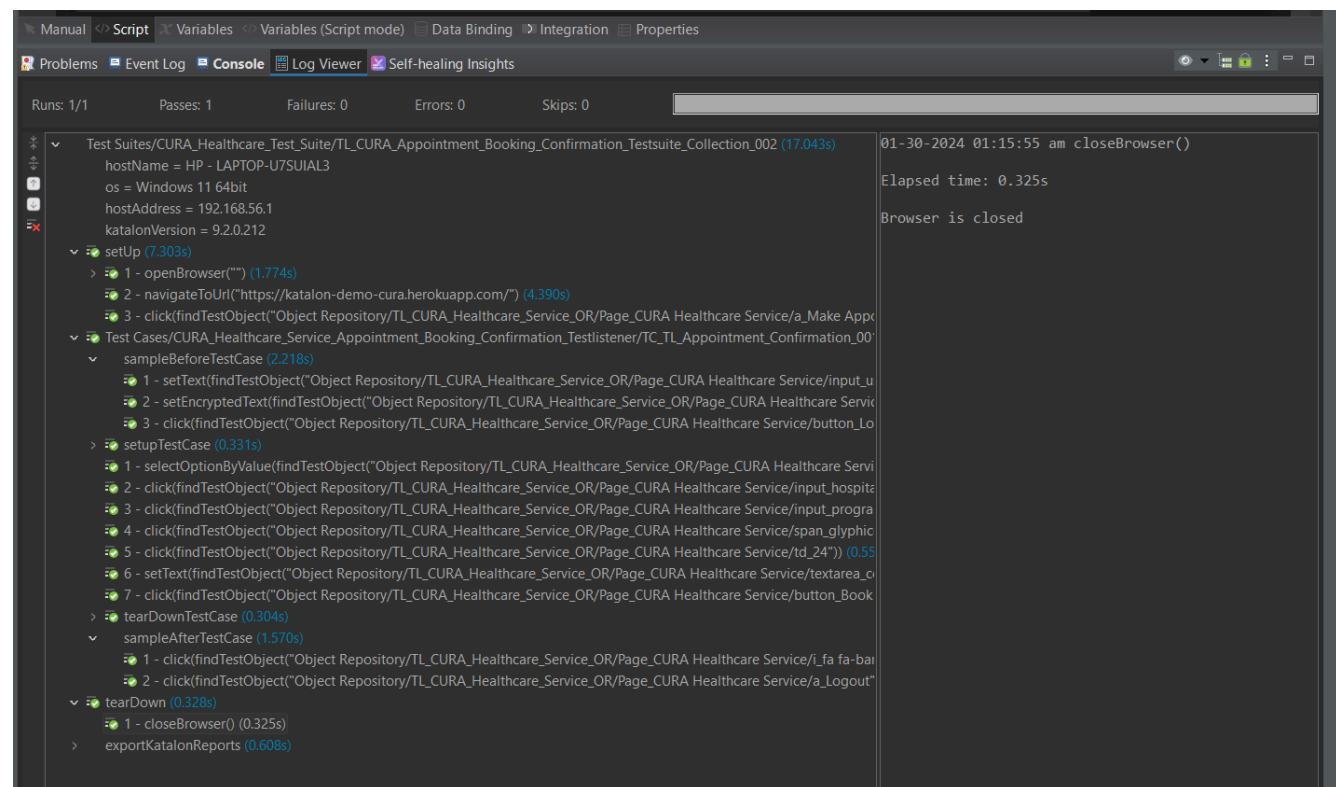 Manual Script Variables Variables (Script mode) Data Binding Integration Properties
Problems Event Log Console Log Viewer Self-healing Insights
Runs: 1/1 Passes: 1 Failures: 0 Errors: 0 Skips: 0
Test Suites/CURA_Healthcare_Test_Suite/TL_CURA_Appointment_Booking_Confirmation_Testsuite_Collection_002 (17.043s)
hostName = HP - LAPTOP-U7SUIAL3
os = Windows 11 64bit
hostAddress = 192.168.56.1
katalonVersion = 9.2.0.212
setUp (7.303s)
1 - openBrowser("") (1.774s)
2 - navigateToUrl("https://katalon-demo-cura.herokuapp.com/") (4.390s)
3 - click(findTestObject("Object Repository/TL_CURA_Healthcare_Service_OR/Page_CURA Healthcare Service/a_Make Appo
Test Cases/CURA_Healthcare_Service_Appointment_Booking_Confirmation_Testlistener/TC_TL_Appointment_Confirmation_001
sampleBeforeTestCase (2.218s)
1 - setText(findTestObject("Object Repository/TL_CURA_Healthcare_Service_OR/Page_CURA Healthcare Service/input_u
2 - setEncryptedText(findTestObject("Object Repository/TL_CURA_Healthcare_Service_OR/Page_CURA Healthcare Servic
3 - click(findTestObject("Object Repository/TL_CURA_Healthcare_Service_OR/Page_CURA Healthcare Service/button_Lo
setupTestCase (0.331s)
1 - selectOptionByValue(findTestObject("Object Repository/TL_CURA_Healthcare_Service_OR/Page_CURA Healthcare Servi
2 - click(findTestObject("Object Repository/TL_CURA_Healthcare_Service_OR/Page_CURA Healthcare Service/input_hospita
3 - click(findTestObject("Object Repository/TL_CURA_Healthcare_Service_OR/Page_CURA Healthcare Service/input_progra
4 - click(findTestObject("Object Repository/TL_CURA_Healthcare_Service_OR/Page_CURA Healthcare Service/span_glyphic
5 - click(findTestObject("Object Repository/TL_CURA_Healthcare_Service_OR/Page_CURA Healthcare Service/td_24")) (0.55
6 - setText(findTestObject("Object Repository/TL_CURA_Healthcare_Service_OR/Page_CURA Healthcare Service/textarea_c
7 - click(findTestObject("Object Repository/TL_CURA_Healthcare_Service_OR/Page_CURA Healthcare Service/button_Book
tearDownTestCase (0.304s)
sampleAfterTestCase (1.570s)
1 - click(findTestObject("Object Repository/TL_CURA_Healthcare_Service_OR/Page_CURA Healthcare Service/i_fa fa-bar
2 - click(findTestObject("Object Repository/TL_CURA_Healthcare_Service_OR/Page_CURA Healthcare Service/a_Logout"
tearDown (0.328s)
1 - closeBrowser() (0.325s)
exportKatalonReports (0.608s)
01-30-2024 01:15:55 am closeBrowser()
Elapsed time: 0.325s
Browser is closed